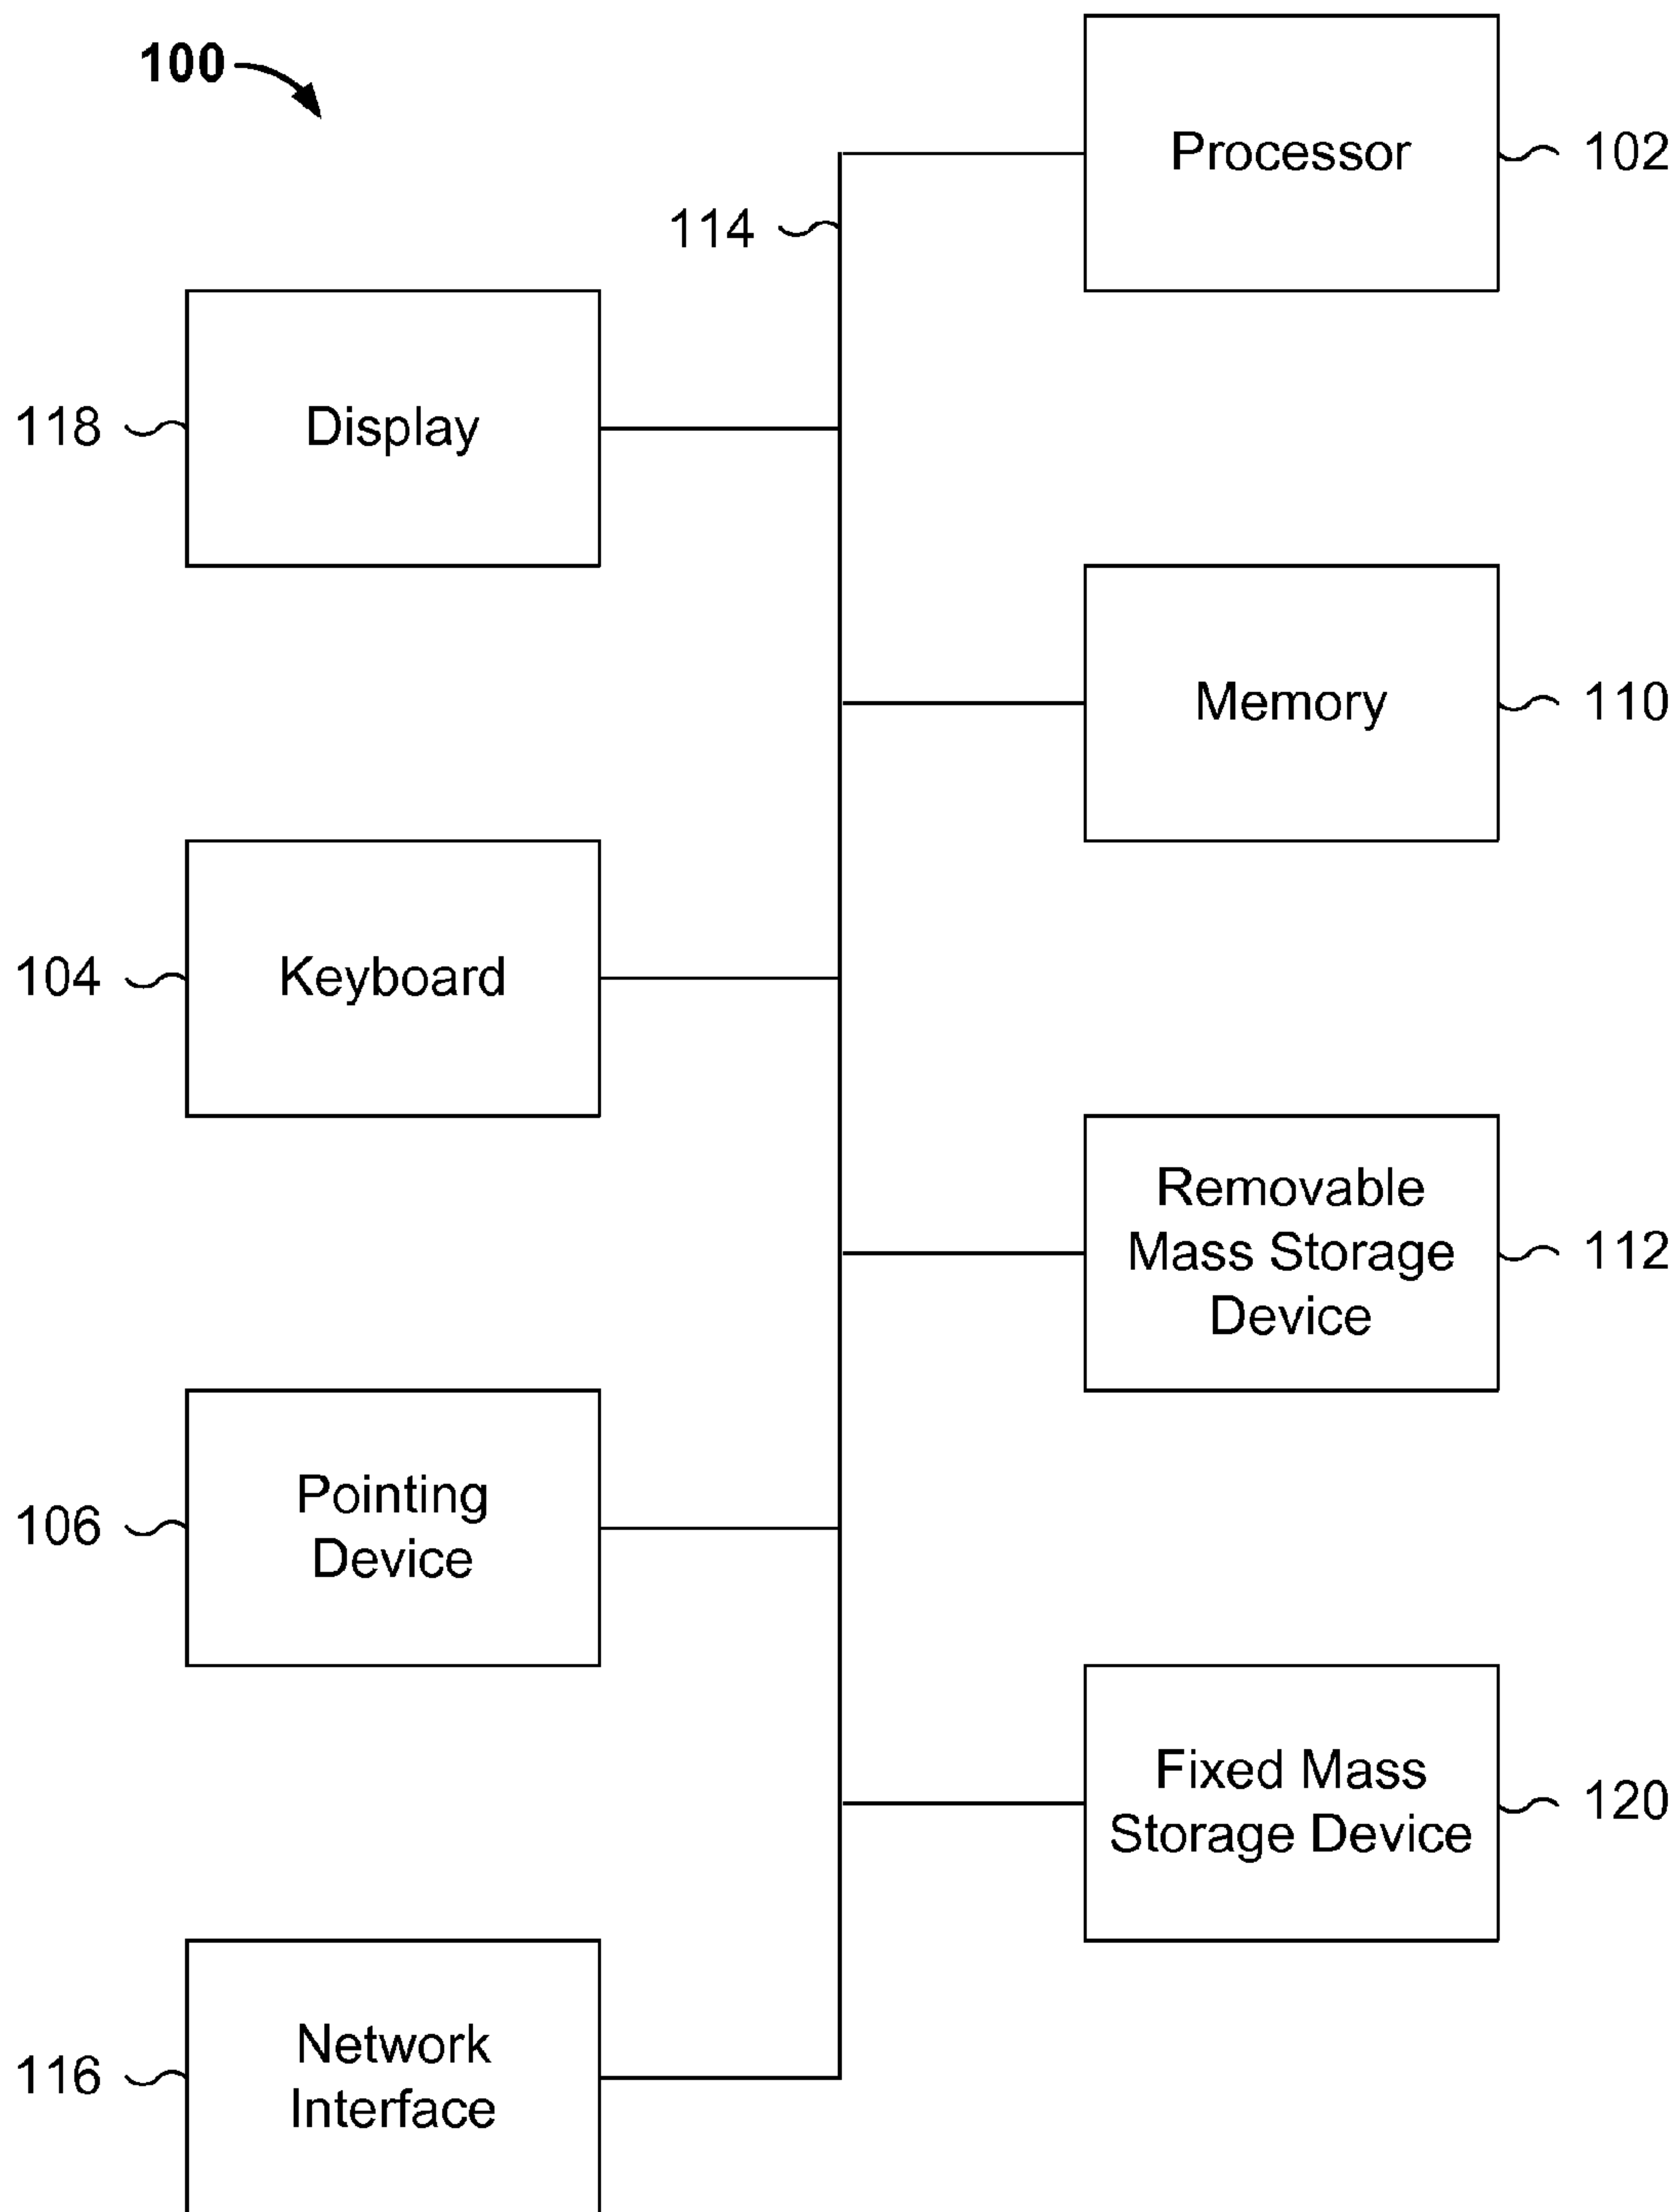 100
Processor
102
114
Display
118
Memory
110
Keyboard
104
Removable
Mass Storage
Device
112
Pointing
Device
106
Fixed Mass
Storage Device
120
Network
Interface
116